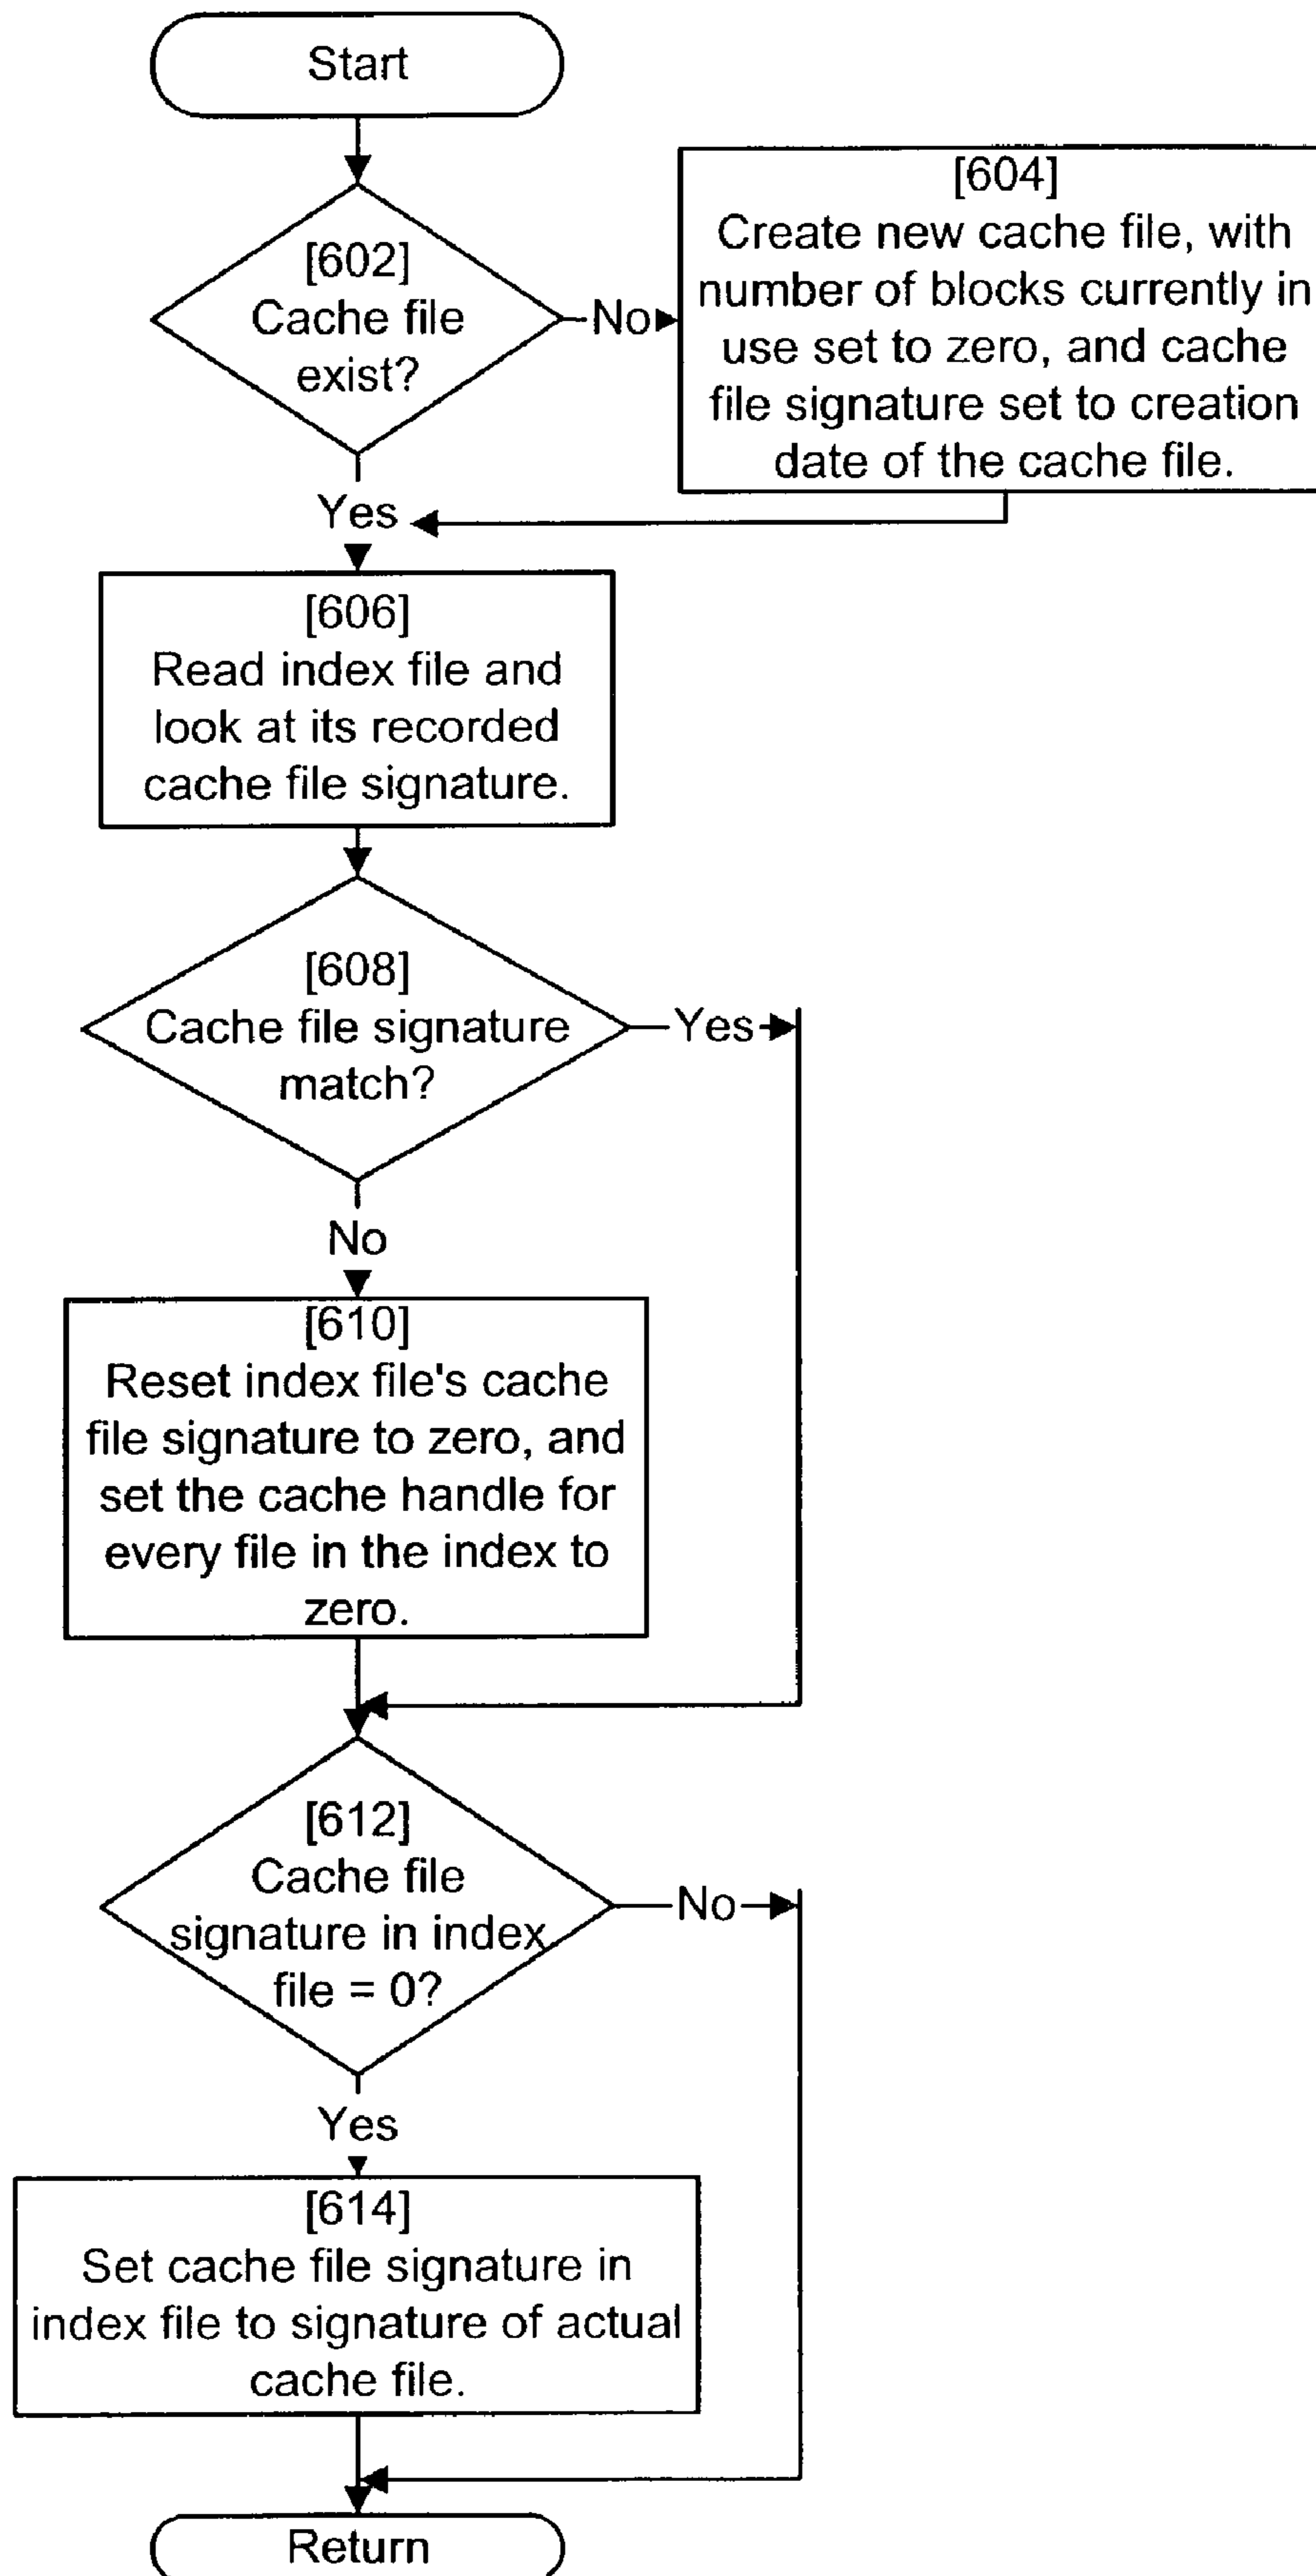 Start
[602]
Cache file
exist?
No
[604]
Create new cache file, with
number of blocks currently in
use set to zero, and cache
file signature set to creation
date of the cache file.
Yes
[606]
Read index file and
look at its recorded
cache file signature.
[608]
Cache file signature
match?
Yes
No
[610]
Reset index file's cache
file signature to zero, and
set the cache handle for
every file in the index to
zero.
[612]
Cache file
signature in index
file = 0?
No
Yes
[614]
Set cache file signature in
index file to signature of actual
cache file.
Return